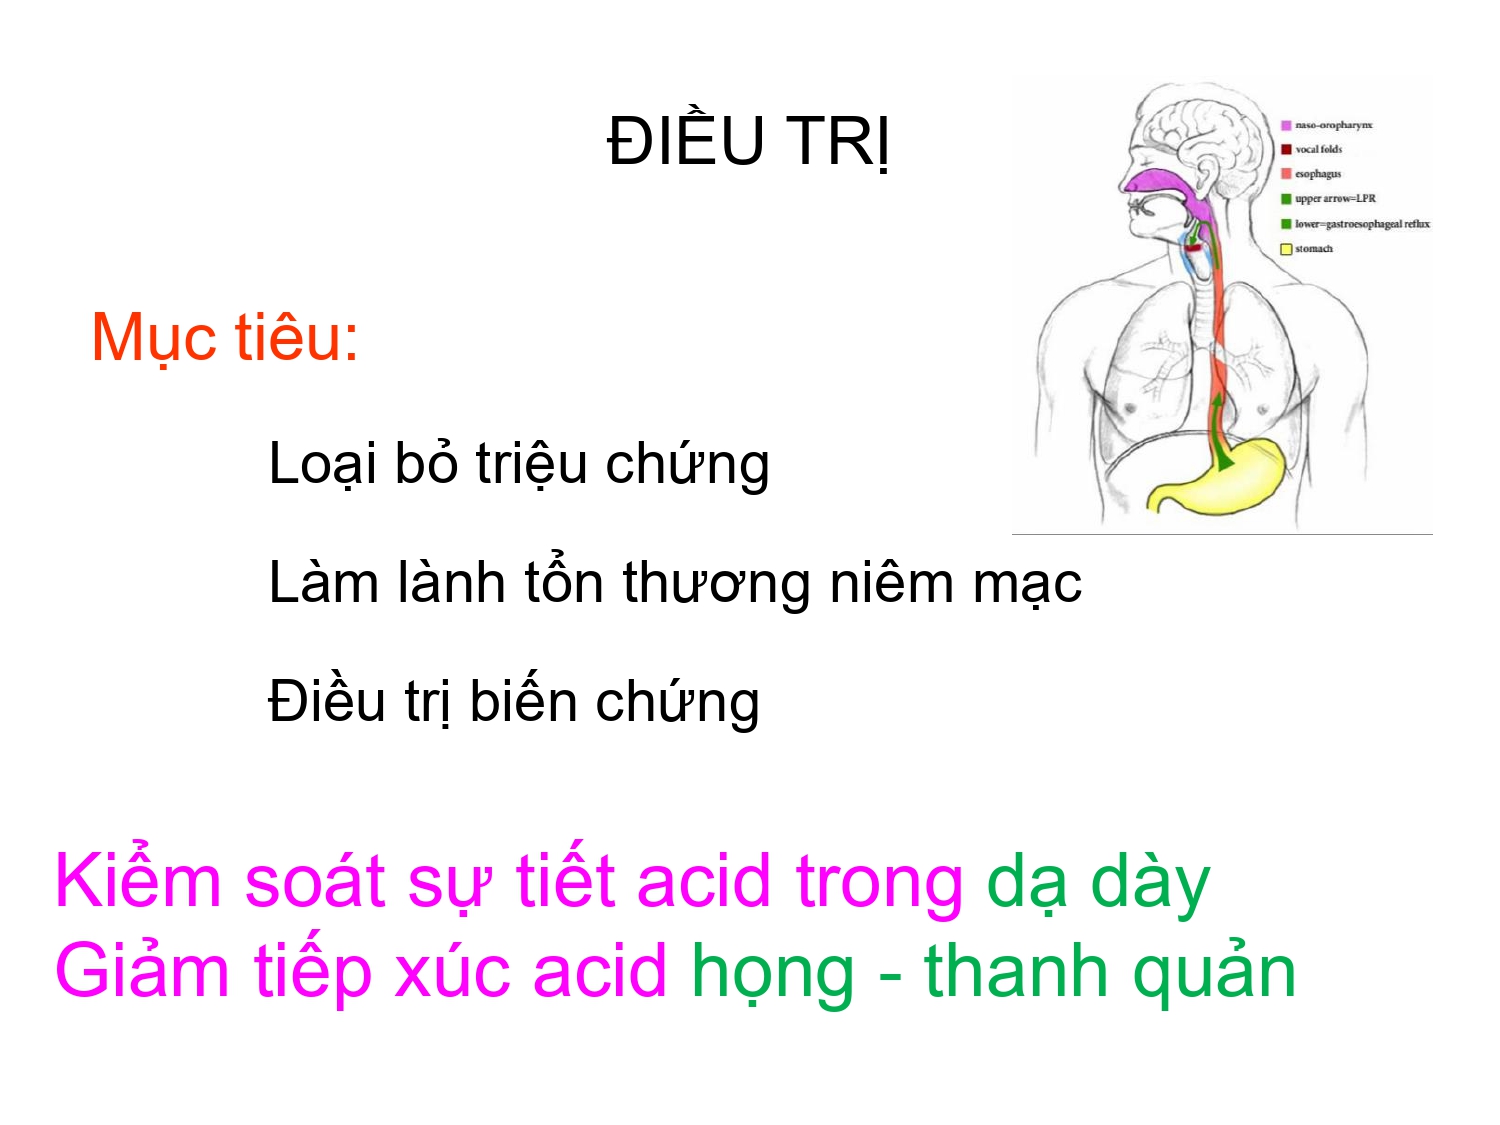 ĐIỀU TRỊ
naso-oropharynx
vocal folds
esophagus
upper arrow=LPR
lower=gastroesophageal reflux
stomach
Mục tiêu:
Loại bỏ triệu chứng
Làm lành tổn thương niêm mạc
Điều trị biến chứng
Kiểm soát sự tiết acid trong dạ dày
Giảm tiếp xúc acid họng - thanh quản